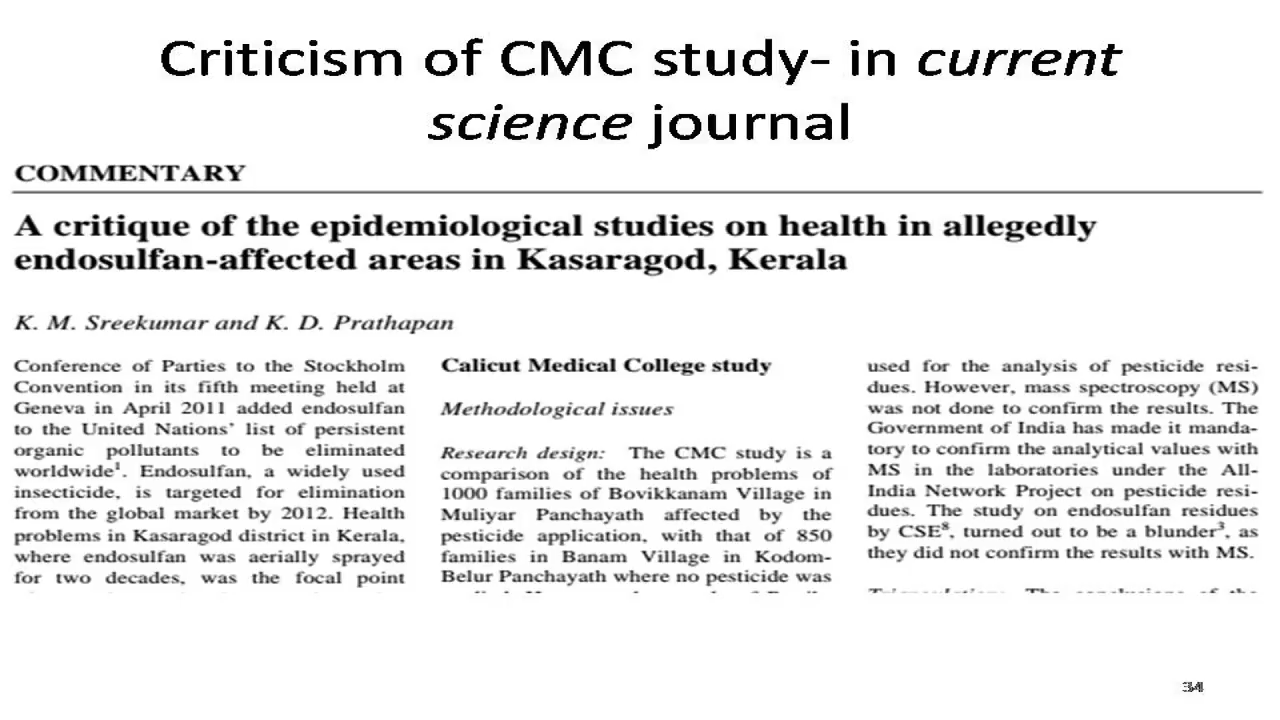 Criticism of CMC study- in current
science journal
COMMENTARY
A critique of the epidemiological studies on health in allegedly
endosulfan-affected areas in Kasaragod, Kerala
K. M. Sreekumar and K. D. Prathapan
Conference of Parties to the Stockholm
Convention in its fifth meeting held at
Geneva in April 2011 added endosulfan
to the United Nations’ list of persistent
organic pollutants to be eliminated
worldwide1. Endosulfan, a widely used
insecticide, is targeted for elimination
from the global market by 2012. Health
problems in Kasaragod district in Kerala,
where endosulfan was aerially sprayed
for two decades, was the focal point
Calicut Medical College study
Methodological issues
Research design: The CMC study is a
comparison of the health problems of
1000 families of Bovikkanam Village in
Muliyar Panchayath affected by the
pesticide application, with that of 850
families in Banam Village in Kodom-
Belur Panchayath where no pesticide was
used for the analysis of pesticide resi-
dues. However, mass spectroscopy (MS)
was not done to confirm the results. The
Government of India has made it manda-
tory to confirm the analytical values with
MS in the laboratories under the All-
India Network Project on pesticide resi-
dues. The study on endosulfan residues
by CSE8, turned out to be a blunder3, as
they did not confirm the results with MS.
34